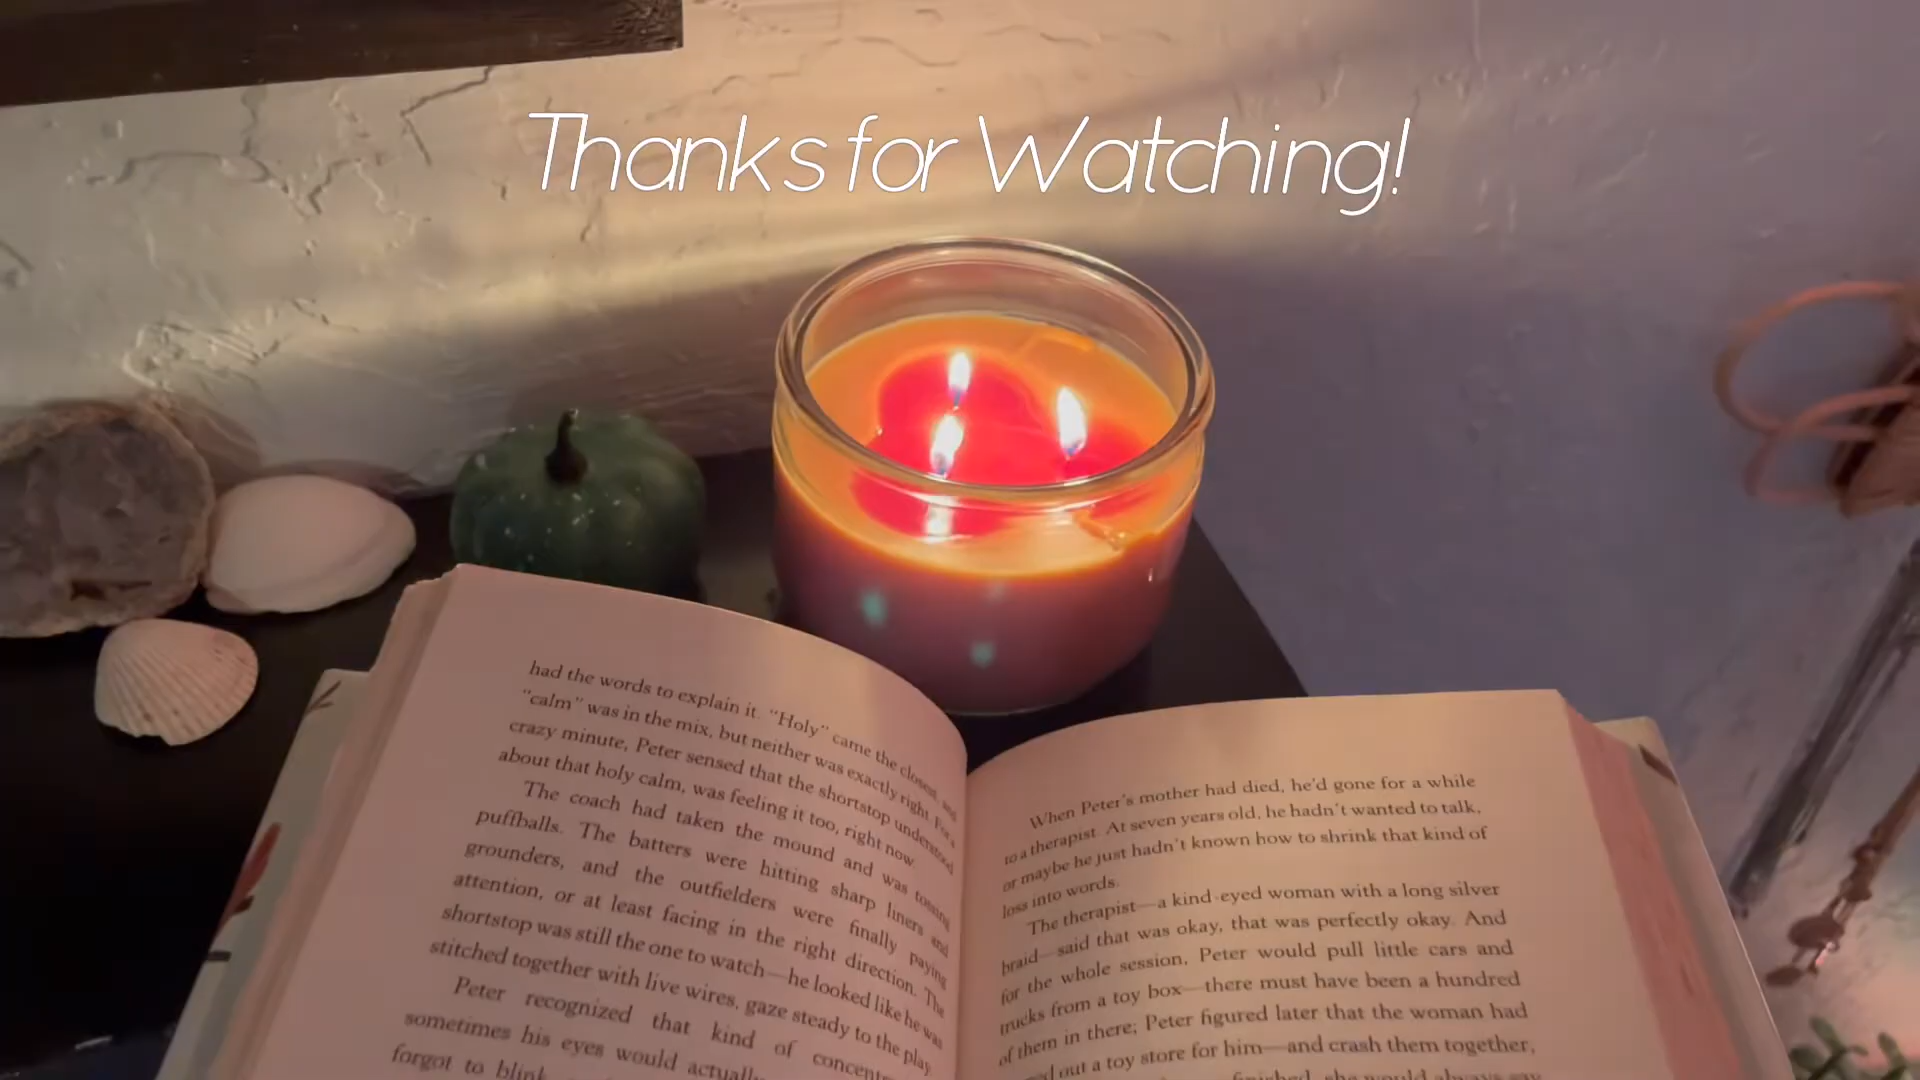 Thanks for Watching!
had the words to explain it. “Holy” came the closest, and
“calm” was in the mix, but neither was exactly right. For a
crazy minute, Peter sensed that the shortstop understood
about that holy calm, was feeling it too, right now.
The coach had taken the mound and was tossing
puffballs. The batters were hitting sharp liners and
grounders, and the outfielders were finally paying
attention, or at least facing in the right direction. The
shortstop was still the one to watch—he looked like he was
stitched together with live wires, gaze steady to the play.
Peter recognized that kind of
sometimes his eyes would actually
forgot to blink
When Peter’s mother had died, he’d gone for a while
to a therapist. At seven years old, he hadn’t wanted to talk,
or maybe he just hadn’t known how to shrink that kind of
loss into words.
The therapist—a kind-eyed woman with a long silver
braid—said that was okay, that was perfectly okay. And
for the whole session, Peter would pull little cars and
trucks from a toy box—there must have been a hundred
of them in there; Peter figured later that the woman had
out a toy store for him—and crash them together,
finished, she would always say